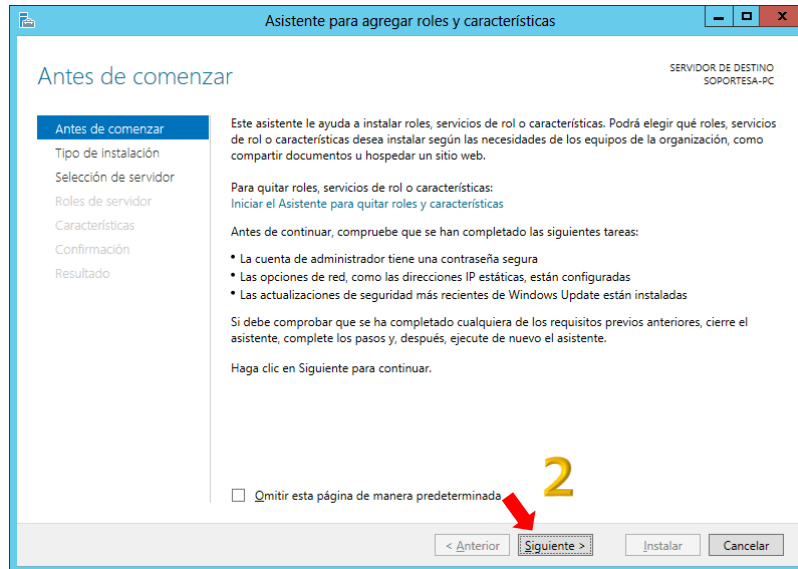 Asistente para agregar roles y características
Antes de comenzar
SERVIDOR DE DESTINO
SOPORTESA-PC
Antes de comenzar
Tipo de instalación
Selección de servidor
Roles de servidor
Características
Confirmación
Resultado
Este asistente le ayuda a instalar roles, servicios de rol o características. Podrá elegir qué roles, servicios
de rol o características desea instalar según las necesidades de los equipos de la organización, como
compartir documentos u hospedar un sitio web.
Para quitar roles, servicios de rol o características:
Iniciar el Asistente para quitar roles y características
Antes de continuar, compruebe que se han completado las siguientes tareas:
• La cuenta de administrador tiene una contraseña segura
• Las opciones de red, como las direcciones IP estáticas, están configuradas
• Las actualizaciones de seguridad más recientes de Windows Update están instaladas
Si debe comprobar que se ha completado cualquiera de los requisitos previos anteriores, cierre el
asistente, complete los pasos y, después, ejecute de nuevo el asistente.
Haga clic en Siguiente para continuar.
Omitir esta página de manera predeterminada
2
< Anterior Siguiente > Instalar Cancelar